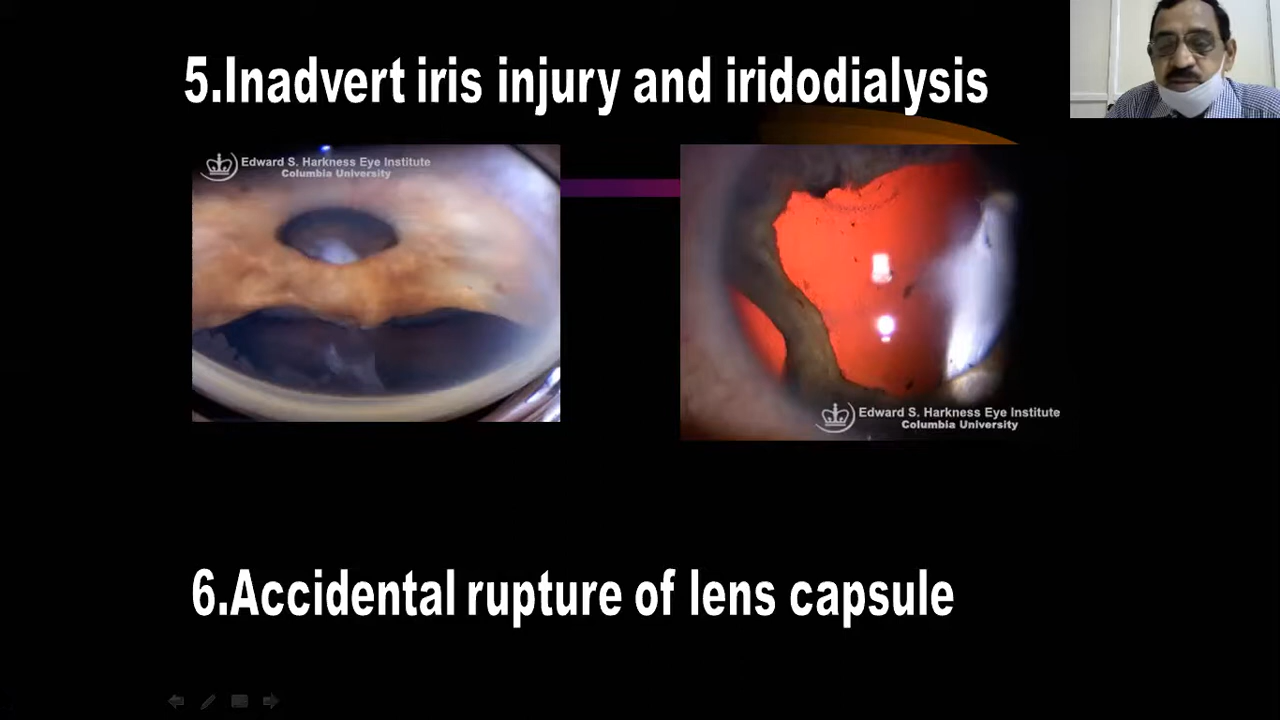 5.Inadvert iris injury and iridodialysis
Edward S. Harkness Eye Institute
Columbia University
Edward S. Harkness Eye Institute
Columbia University
6.Accidental rupture of lens capsule